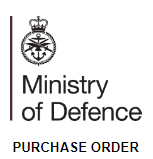 Ministry
of Defence
PURCHASE ORDER